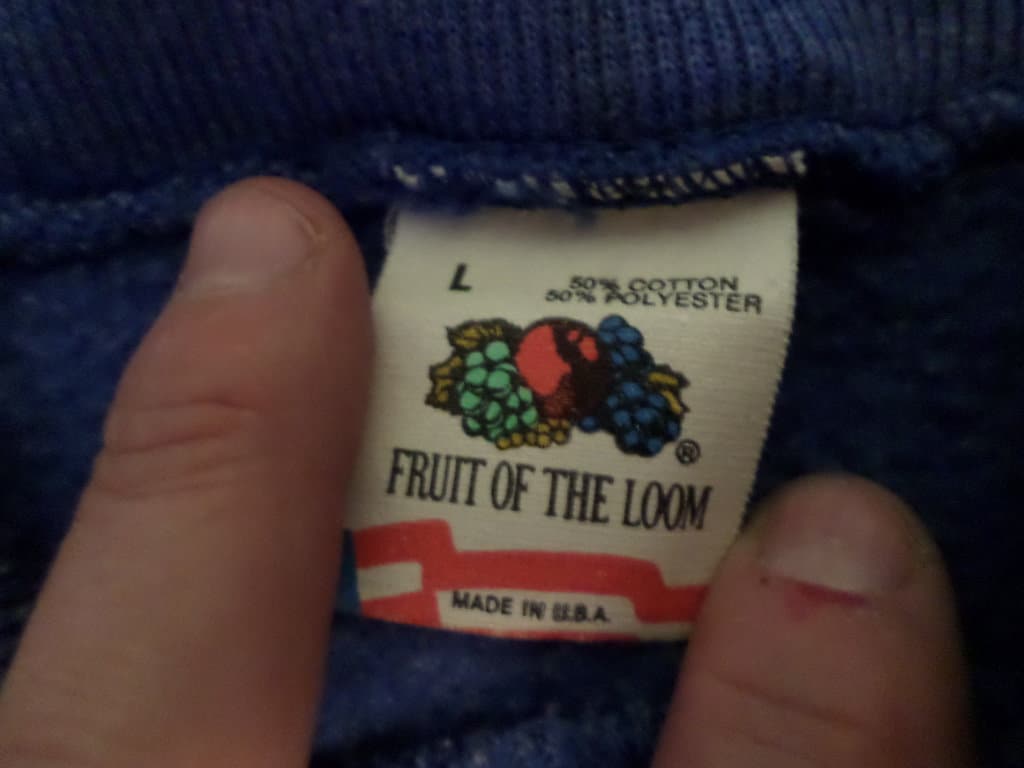 L
50% COTTON
50% POLYESTER
®
FRUIT OF THE LOOM
MADE IN U.S.A.